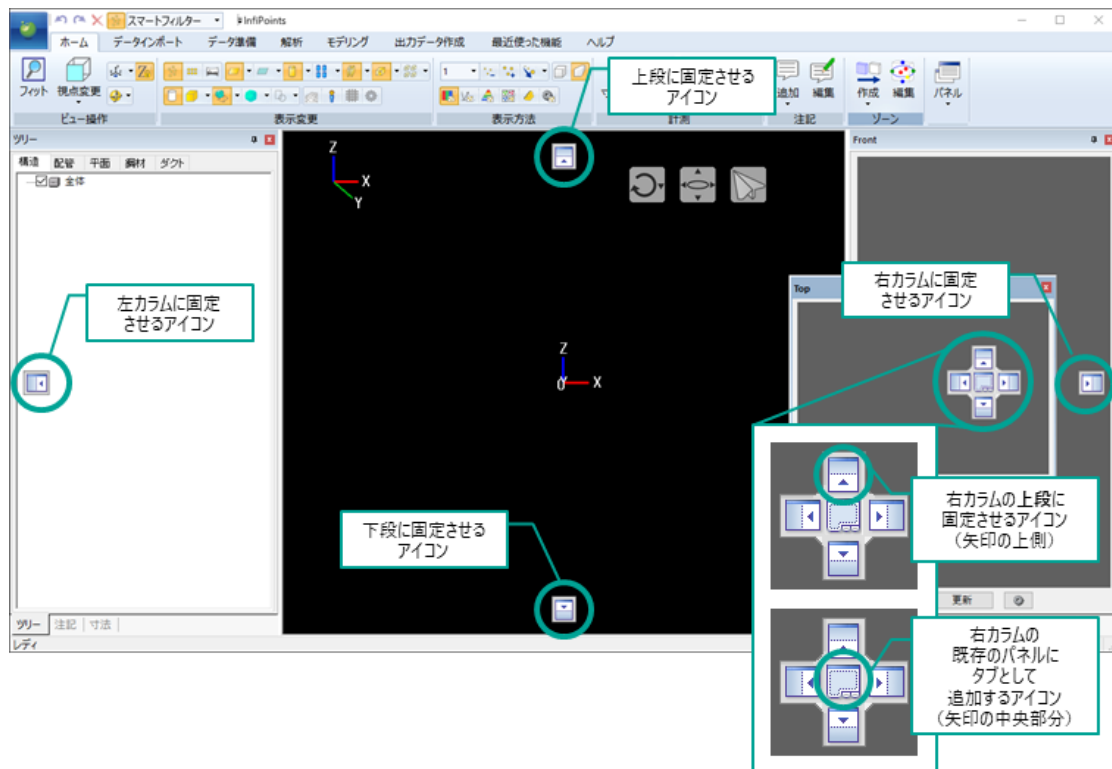 スマートフィルター
InfiPoints
ホーム データインポート データ準備 解析 モデリング 出力データ作成 最近使った機能 ヘルプ
フィット 視点変更
1
追加 編集 作成 編集 パネル
ビュー操作 表示変更 表示方法 計測 注記 ゾーン
上段に固定させる
アイコン
ツリー
Front
構造 配管 平面 鋼材 ダクト
全体
Z
X
Y
左カラムに固定
させるアイコン
Top
右カラムに固定
させるアイコン
Z
X
下段に固定させる
アイコン
右カラムの上段に
固定させるアイコン
(矢印の上側)
更新
右カラムの
既存のパネルに
タブとして
追加するアイコン
(矢印の中央部分)
ツリー 注記 寸法
レディ